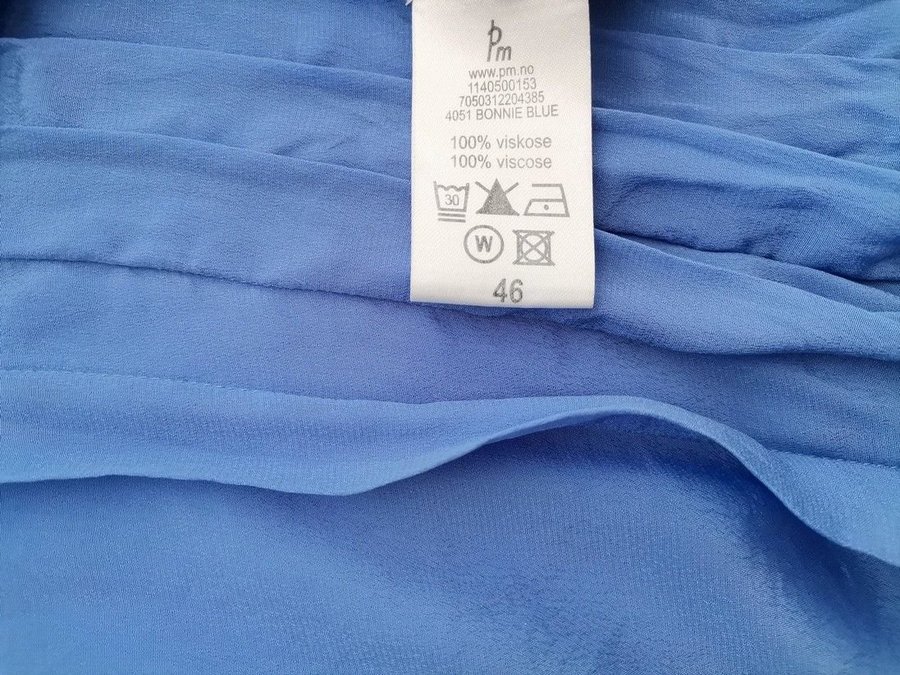 pm
www.pm.no
1140500153
7050312204385
4051 BONNIE BLUE
100% viskose
100% viscose
30
W
46